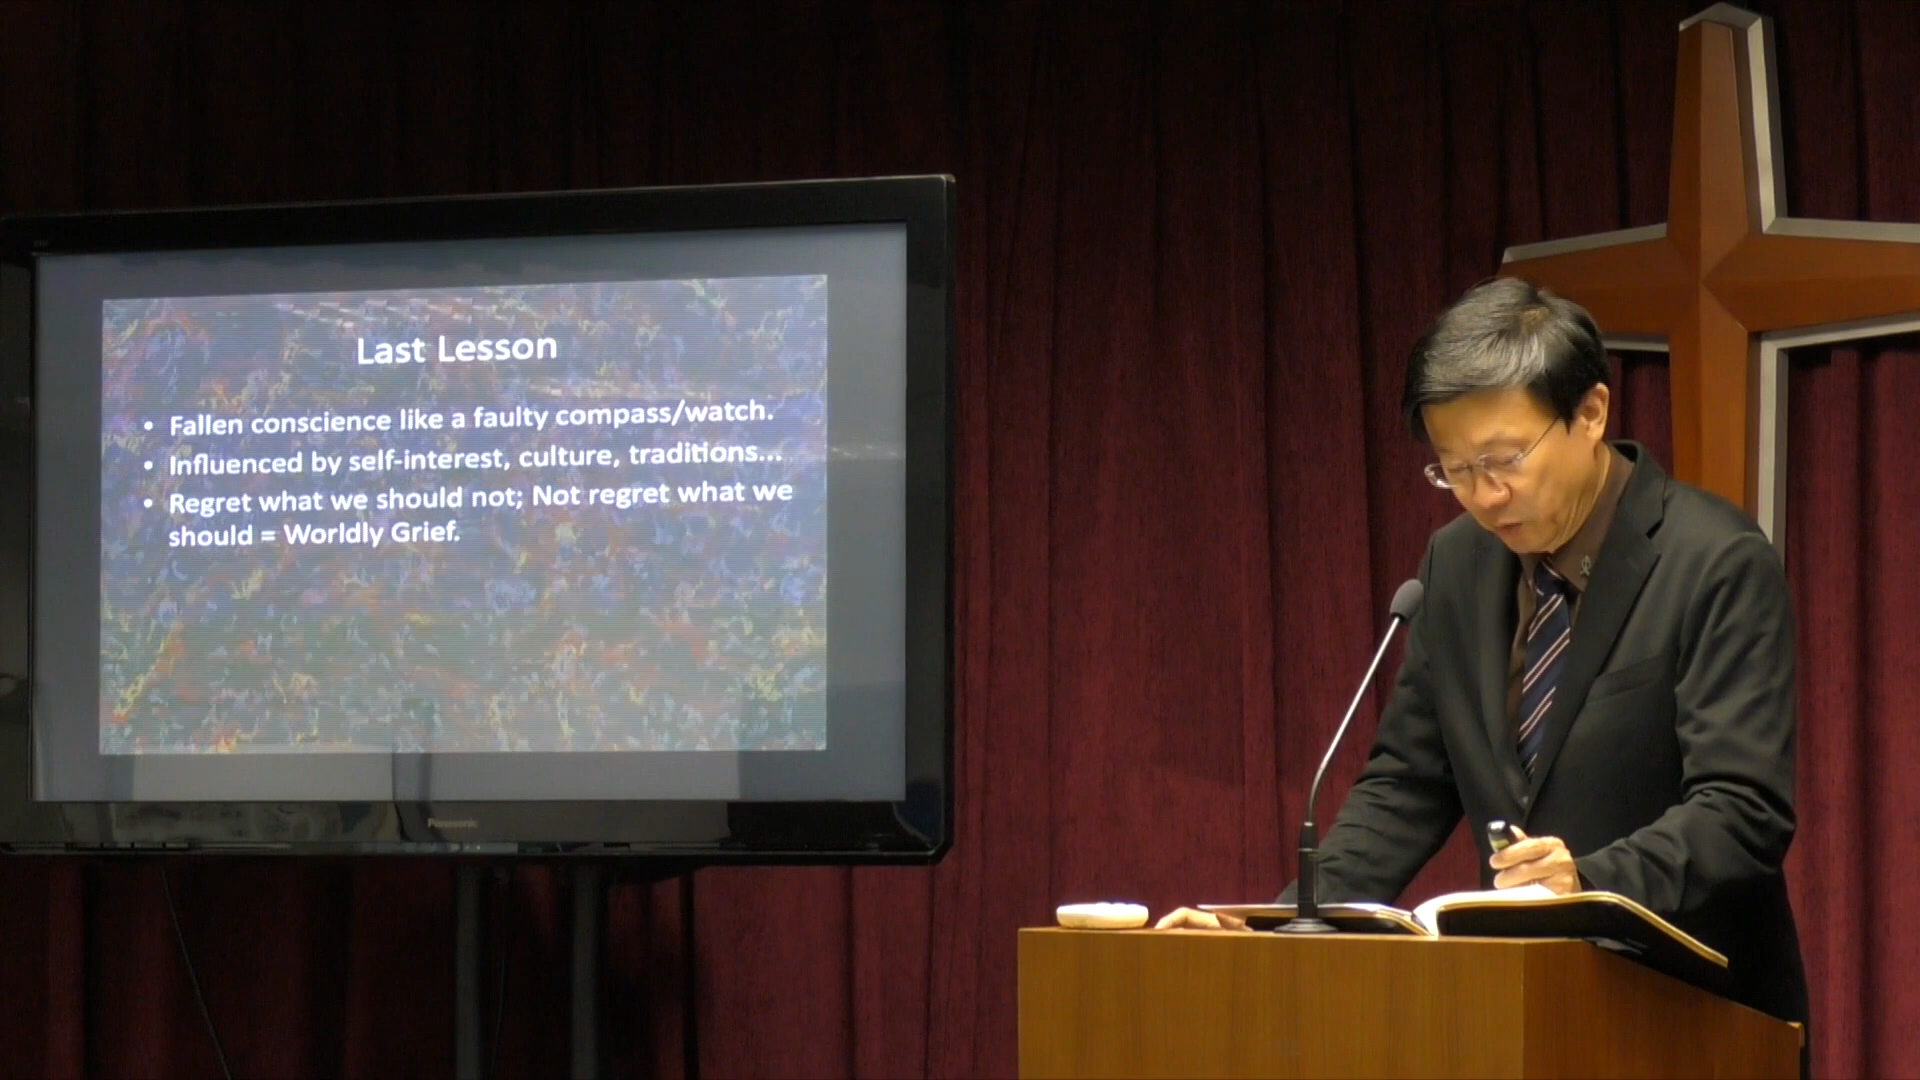 Last Lesson
• Fallen conscience like a faulty compass/watch.
• Influenced by self-interest, culture, traditions...
• Regret what we should not; Not regret what we
should = Worldly Grief.
Panasonic